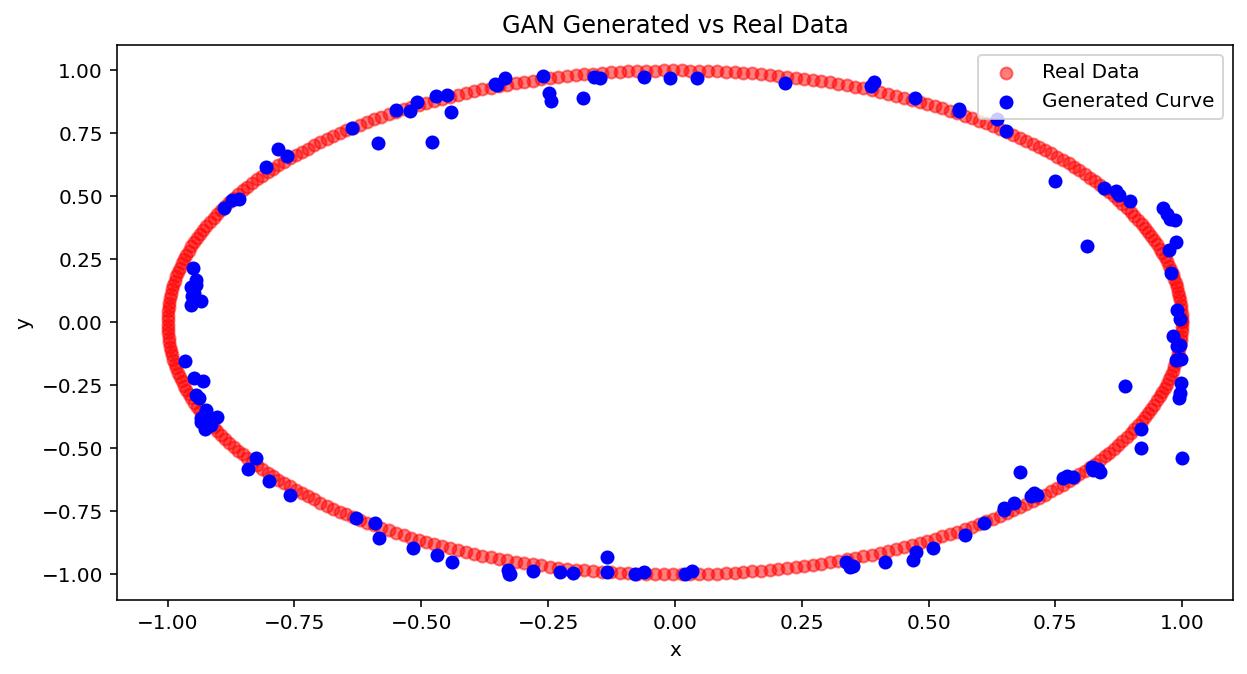 GAN Generated vs Real Data
Real Data
Generated Curve
1.00
0.75
0.50
0.25
0.00
−0.25
−0.50
−0.75
−1.00
y
−1.00 −0.75 −0.50 −0.25 0.00 0.25 0.50 0.75 1.00
x